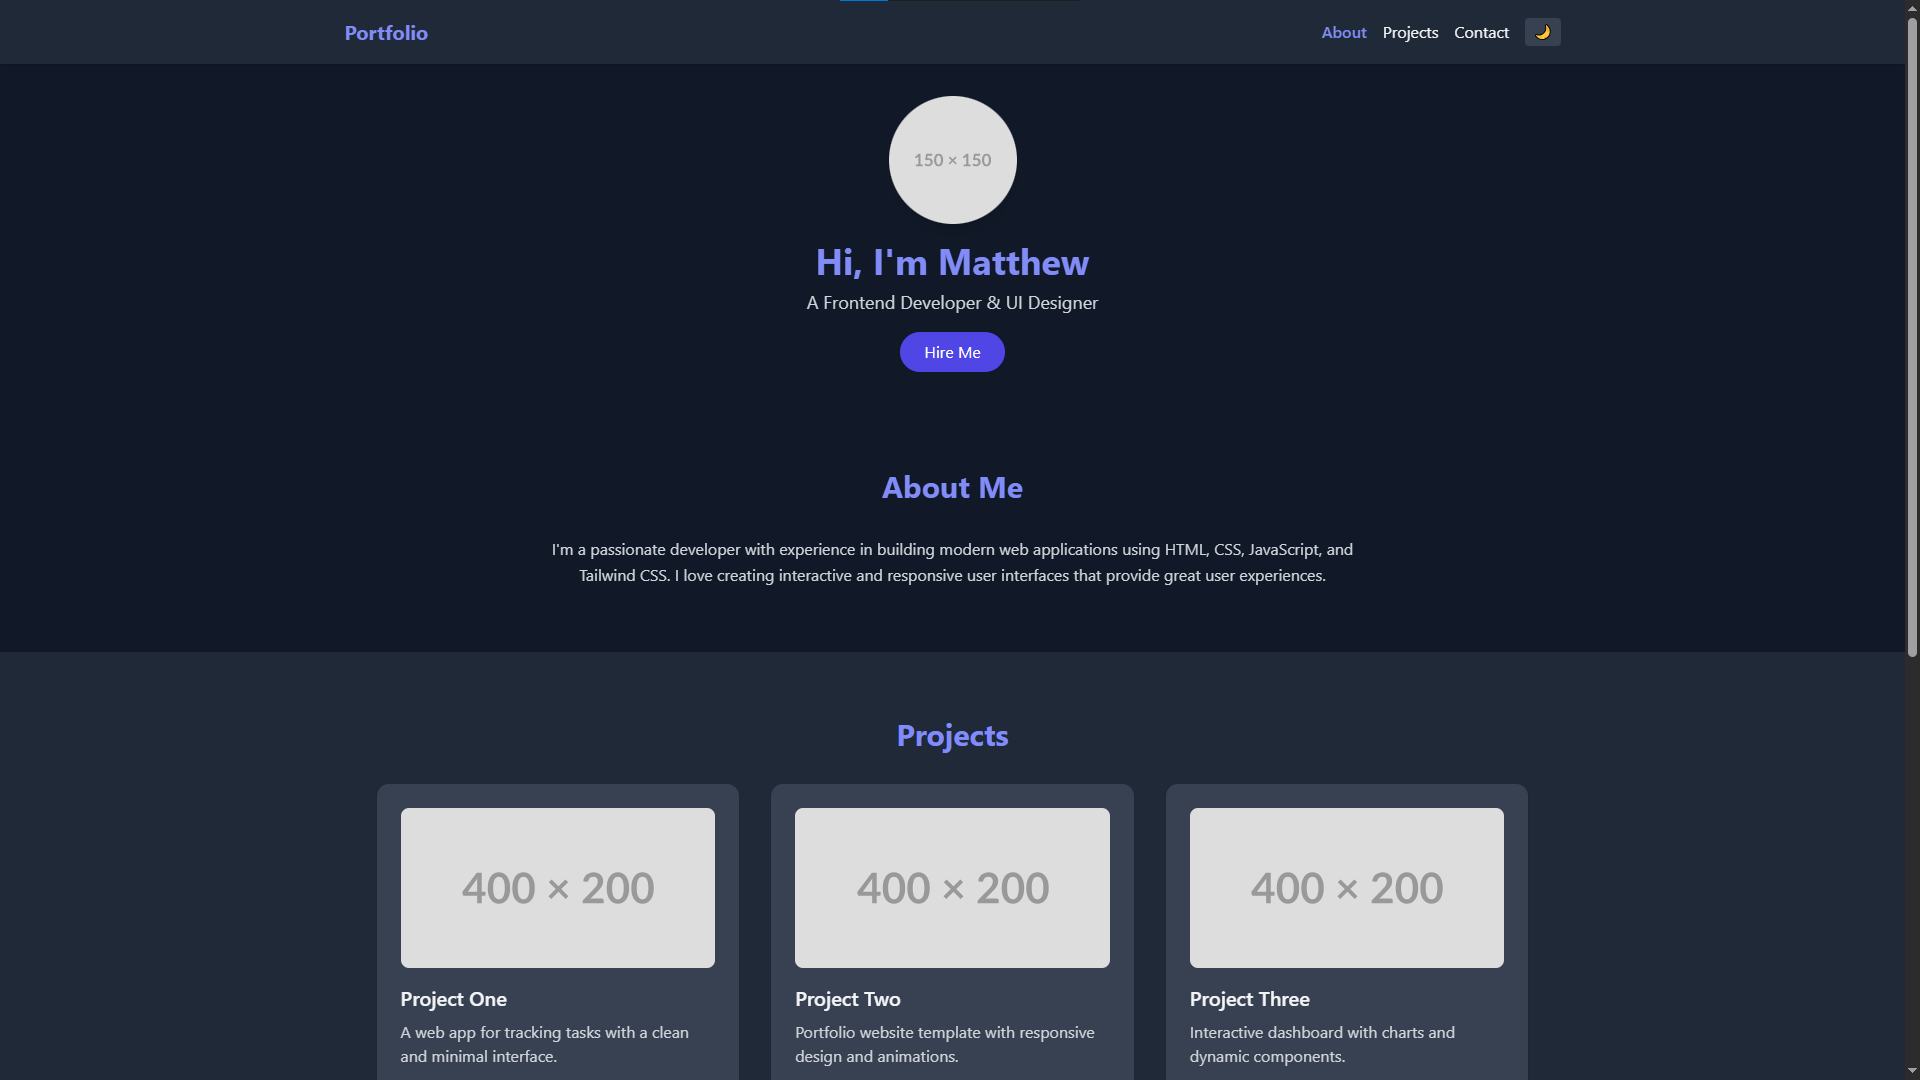 Portfolio
About Projects Contact
150 × 150
Hi, I'm Matthew
A Frontend Developer & UI Designer
Hire Me
About Me
I'm a passionate developer with experience in building modern web applications using HTML, CSS, JavaScript, and
Tailwind CSS. I love creating interactive and responsive user interfaces that provide great user experiences.
Projects
400 × 200
Project One
A web app for tracking tasks with a clean
and minimal interface.
400 × 200
Project Two
Portfolio website template with responsive
design and animations.
400 × 200
Project Three
Interactive dashboard with charts and
dynamic components.